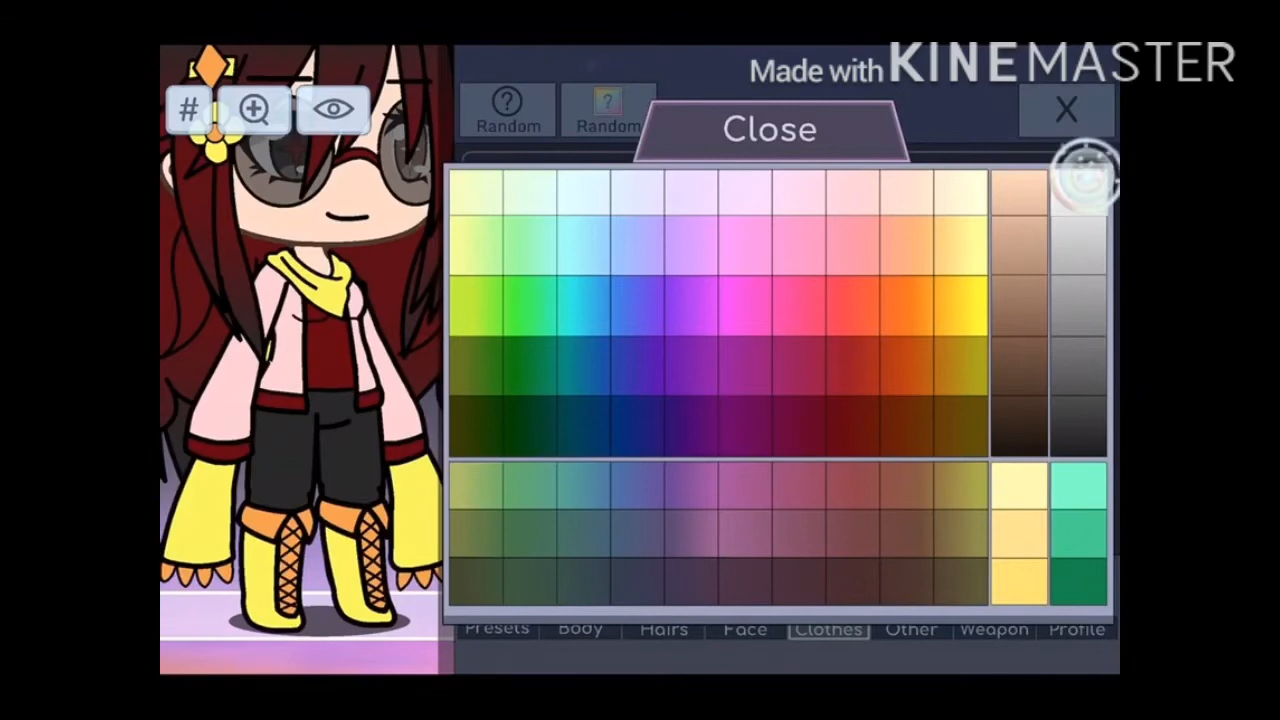 Made with KINEMASTER
#
? Random
? Random
Close
X
Presets
Body
Hairs
Face
Clothes
Other
Weapon
Profile